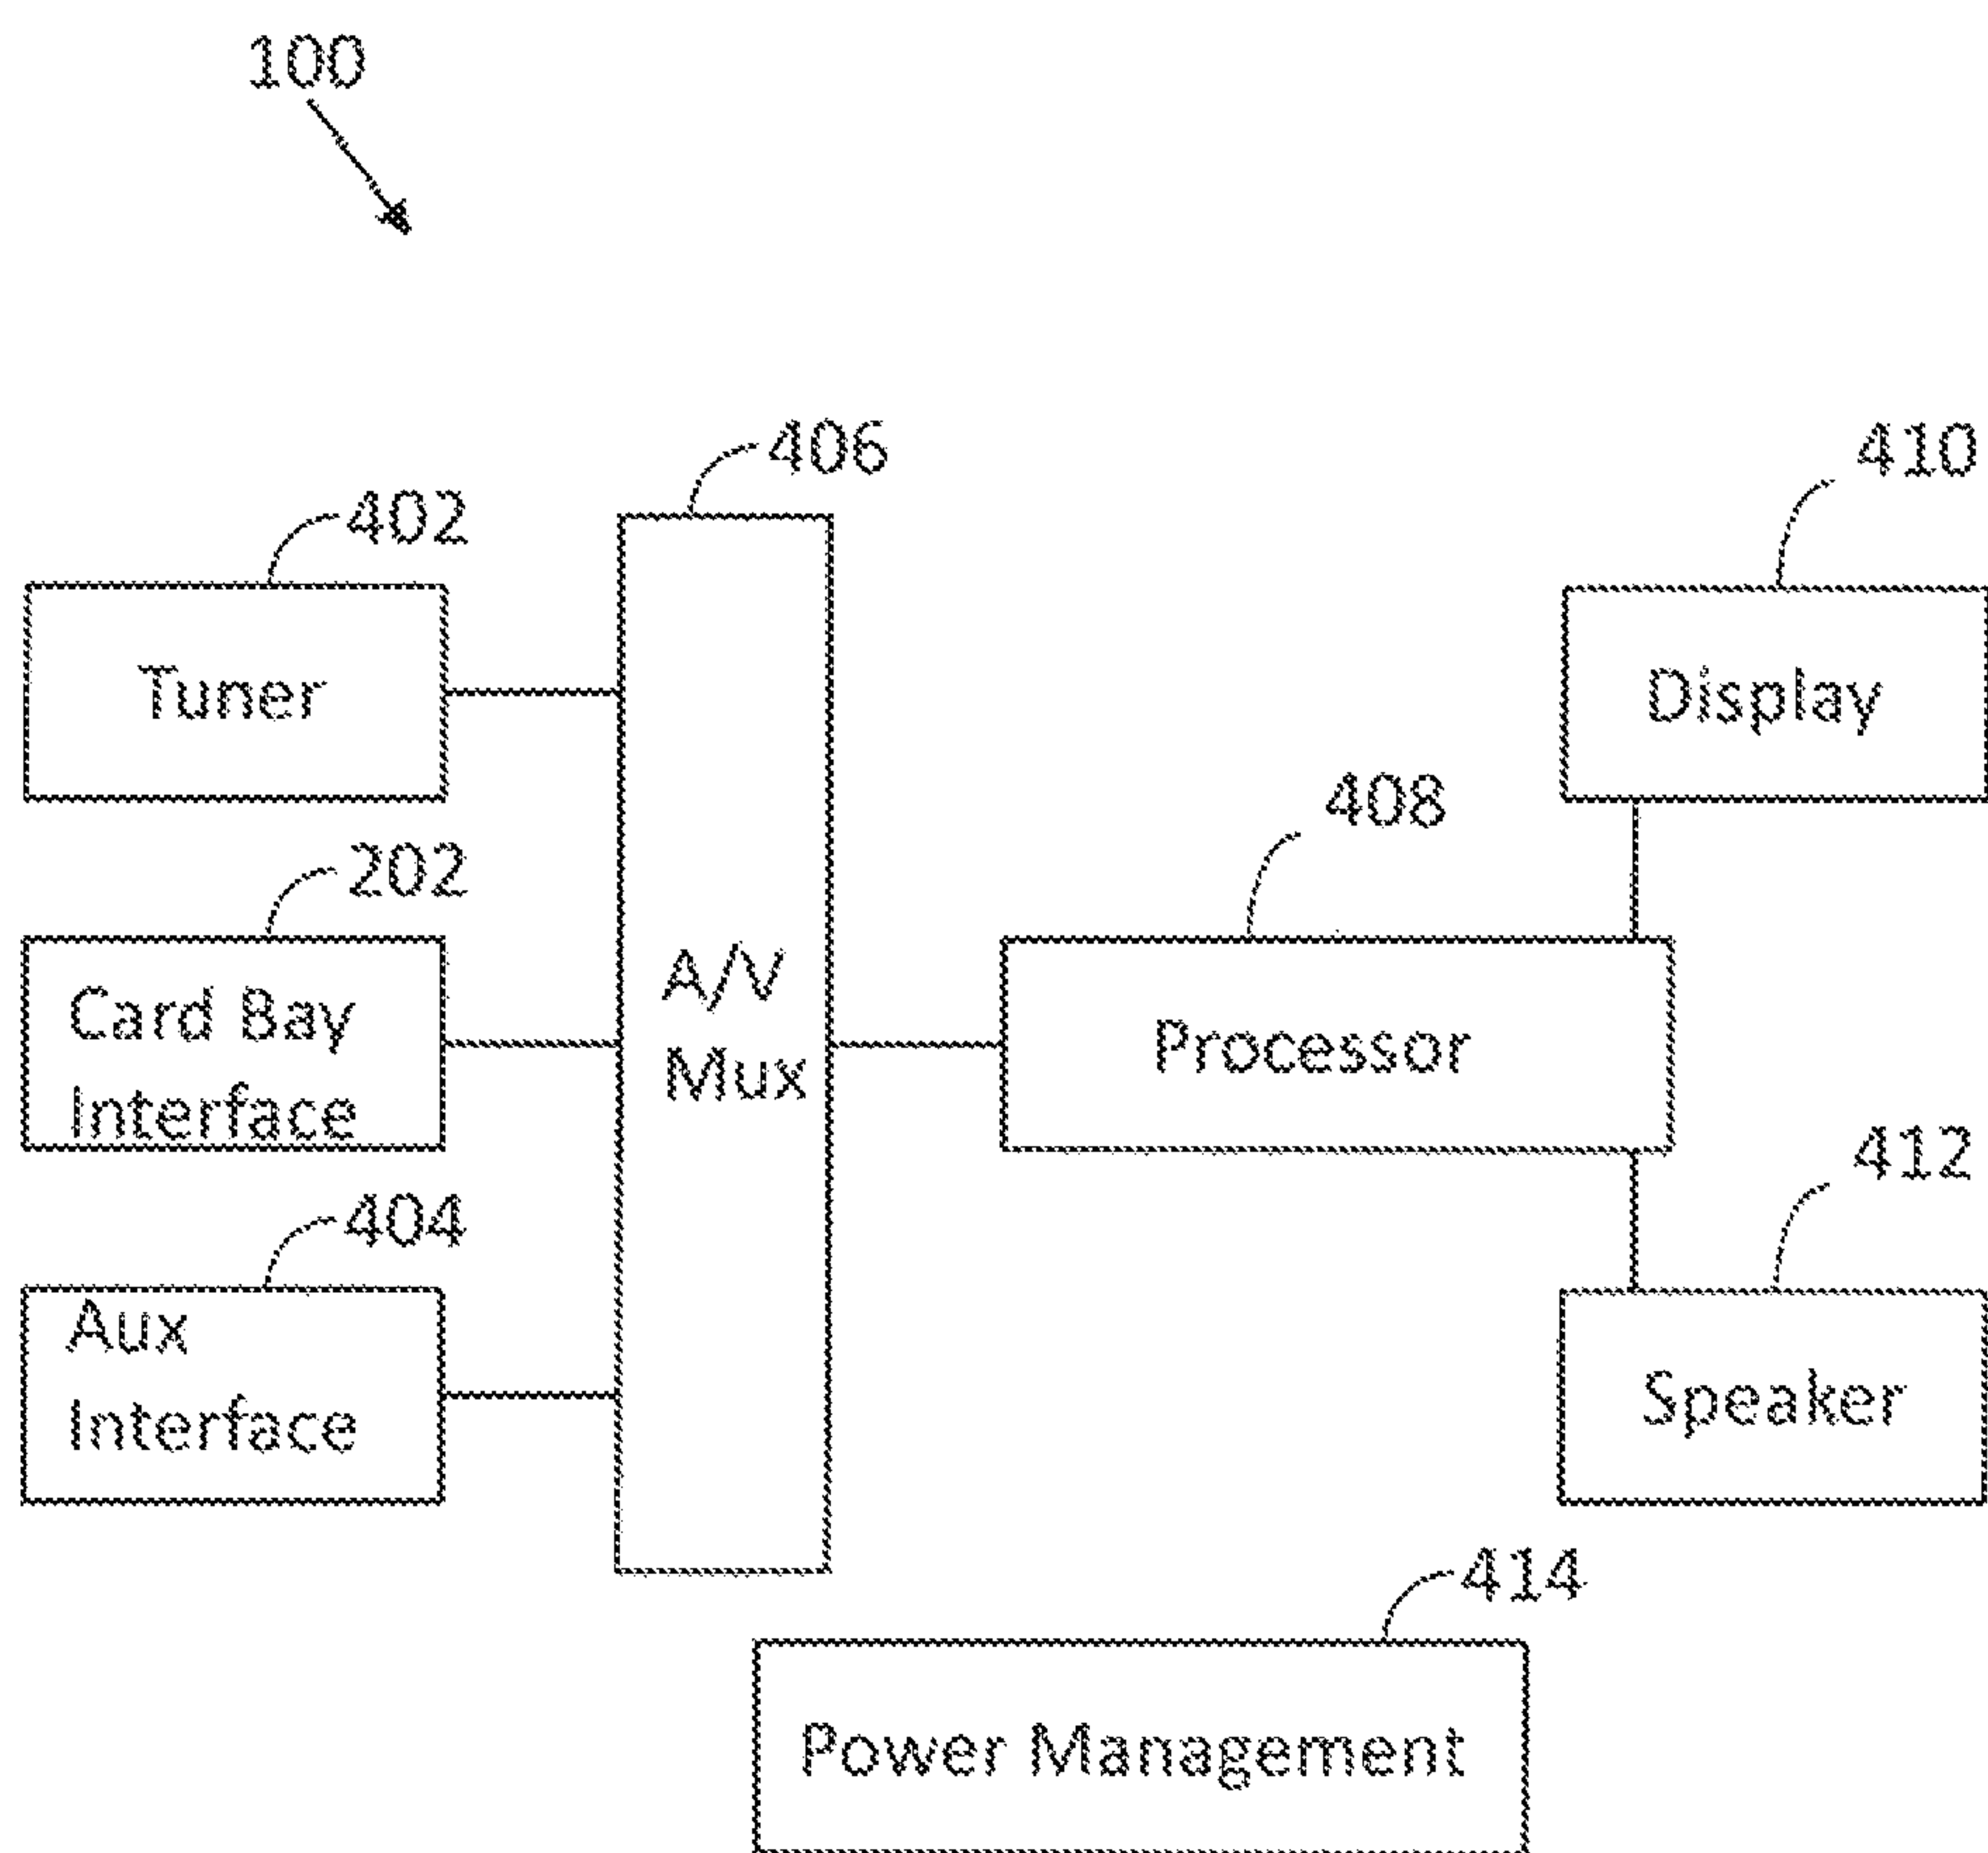 100
406
410
402
Tuner
Display
408
202
Card Bay
Interface
A/V
Mux
Processor
412
404
Aux
Interface
Speaker
414
Power Management